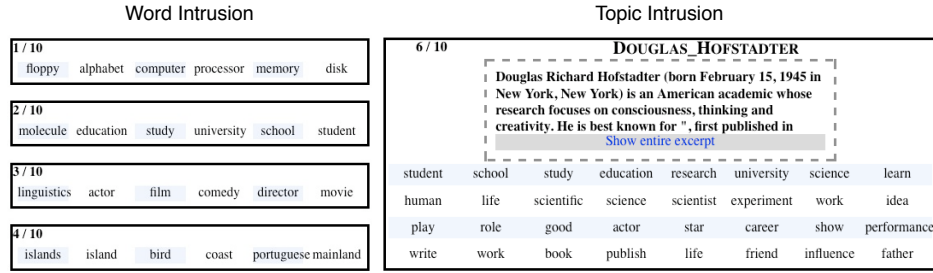 Word Intrusion
1 / 10
floppy alphabet computer processor memory disk
2 / 10
molecule education study university school student
3 / 10
linguistics actor film comedy director movie
4 / 10
islands island bird coast portuguese mainland
Topic Intrusion
6 / 10 DOUGLAS_HOFSTADTER
Douglas Richard Hofstadter (born February 15, 1945 in
New York, New York) is an American academic whose
research focuses on consciousness, thinking and
creativity. He is best known for ", first published in
Show entire excerpt
student school study education research university science learn
human life scientific science scientist experiment work idea
play role good actor star career show performance
write work book publish life friend influence father